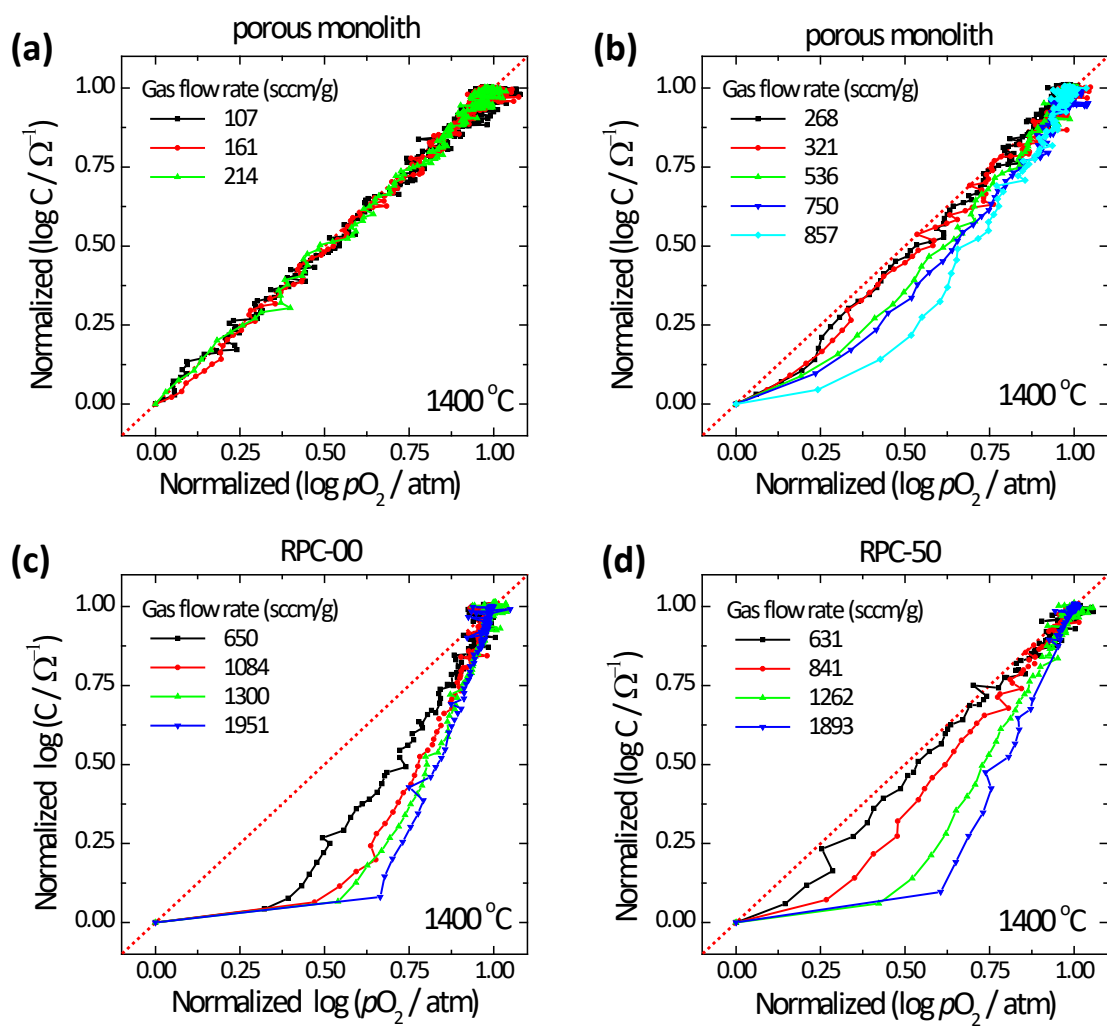 (a)
porous monolith
Gas flow rate (sccm/g)
107
161
214
1.00
0.75
0.50
0.25
0.00
Normalized (log C / Ω⁻¹)
1400 °C
0.00 0.25 0.50 0.75 1.00
Normalized (log pO₂ / atm)
(b)
porous monolith
Gas flow rate (sccm/g)
268
321
536
750
857
1.00
0.75
0.50
0.25
0.00
Normalized (log C / Ω⁻¹)
1400 °C
0.00 0.25 0.50 0.75 1.00
Normalized (log pO₂ / atm)
(c)
RPC-00
Gas flow rate (sccm/g)
650
1084
1300
1951
1.00
0.75
0.50
0.25
0.00
Normalized log (C / Ω⁻¹)
1400 °C
0.00 0.25 0.50 0.75 1.00
Normalized log (pO₂ / atm)
(d)
RPC-50
Gas flow rate (sccm/g)
631
841
1262
1893
1.00
0.75
0.50
0.25
0.00
Normalized (log C / Ω⁻¹)
1400 °C
0.00 0.25 0.50 0.75 1.00
Normalized (log pO₂ / atm)